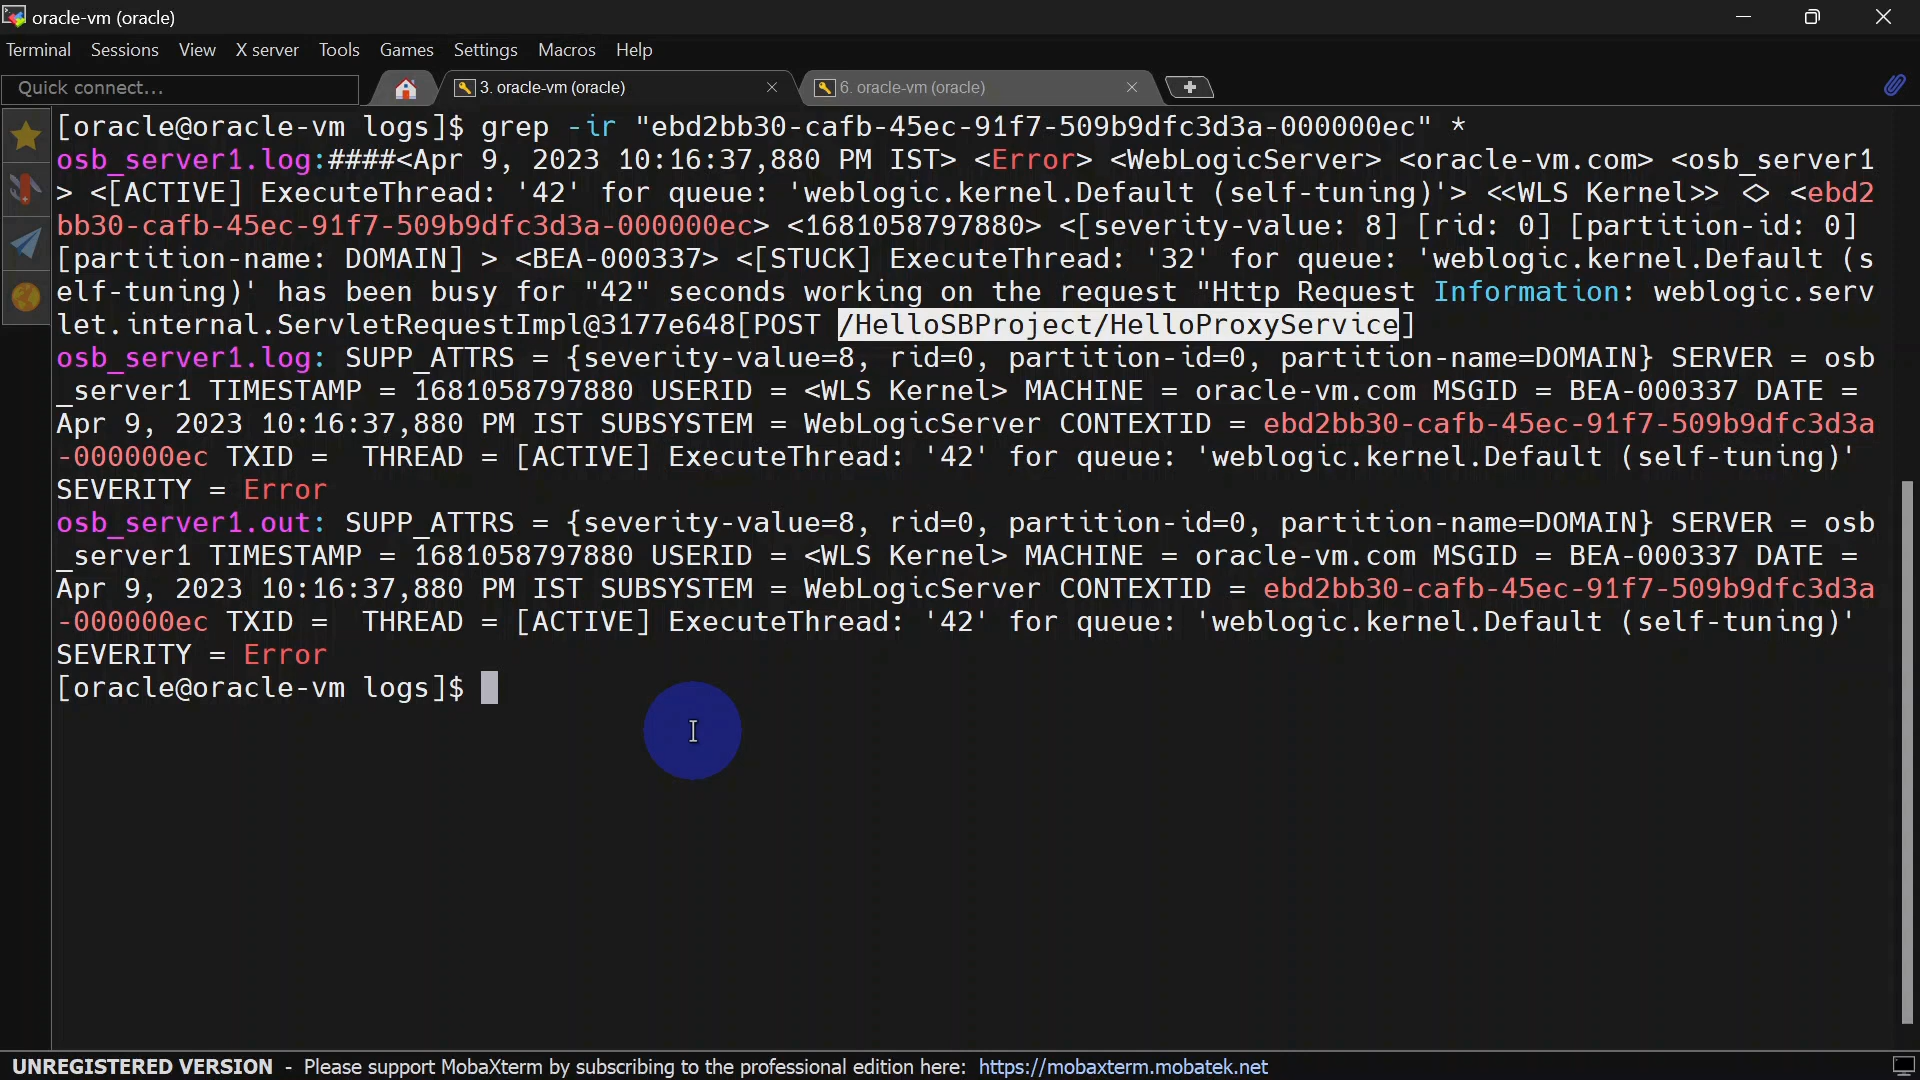 oracle-vm (oracle)
Terminal Sessions View X server Tools Games Settings Macros Help
Quick connect... 3. oracle-vm (oracle) 6. oracle-vm (oracle)
[oracle@oracle-vm logs]$ grep -ir "ebd2bb30-cafb-45ec-91f7-509b9dfc3d3a-000000ec" *
osb_server1.log:####<Apr 9, 2023 10:16:37,880 PM IST> <Error> <WebLogicServer> <oracle-vm.com> <osb_server1
> <[ACTIVE] ExecuteThread: '42' for queue: 'weblogic.kernel.Default (self-tuning)'> <<WLS Kernel>> <> <ebd2
bb30-cafb-45ec-91f7-509b9dfc3d3a-000000ec> <1681058797880> <[severity-value: 8] [rid: 0] [partition-id: 0]
[partition-name: DOMAIN] > <BEA-000337> <[STUCK] ExecuteThread: '32' for queue: 'weblogic.kernel.Default (s
elf-tuning)' has been busy for "42" seconds working on the request "Http Request Information: weblogic.serv
let.internal.ServletRequestImpl@3177e648[POST /HelloSBProject/HelloProxyService]
osb_server1.log: SUPP_ATTRS = {severity-value=8, rid=0, partition-id=0, partition-name=DOMAIN} SERVER = osb
_server1 TIMESTAMP = 1681058797880 USERID = <WLS Kernel> MACHINE = oracle-vm.com MSGID = BEA-000337 DATE =
Apr 9, 2023 10:16:37,880 PM IST SUBSYSTEM = WebLogicServer CONTEXTID = ebd2bb30-cafb-45ec-91f7-509b9dfc3d3a
-000000ec TXID =  THREAD = [ACTIVE] ExecuteThread: '42' for queue: 'weblogic.kernel.Default (self-tuning)'
SEVERITY = Error
osb_server1.out: SUPP_ATTRS = {severity-value=8, rid=0, partition-id=0, partition-name=DOMAIN} SERVER = osb
_server1 TIMESTAMP = 1681058797880 USERID = <WLS Kernel> MACHINE = oracle-vm.com MSGID = BEA-000337 DATE =
Apr 9, 2023 10:16:37,880 PM IST SUBSYSTEM = WebLogicServer CONTEXTID = ebd2bb30-cafb-45ec-91f7-509b9dfc3d3a
-000000ec TXID =  THREAD = [ACTIVE] ExecuteThread: '42' for queue: 'weblogic.kernel.Default (self-tuning)'
SEVERITY = Error
[oracle@oracle-vm logs]$
UNREGISTERED VERSION - Please support MobaXterm by subscribing to the professional edition here: https://mobaxterm.mobatek.net